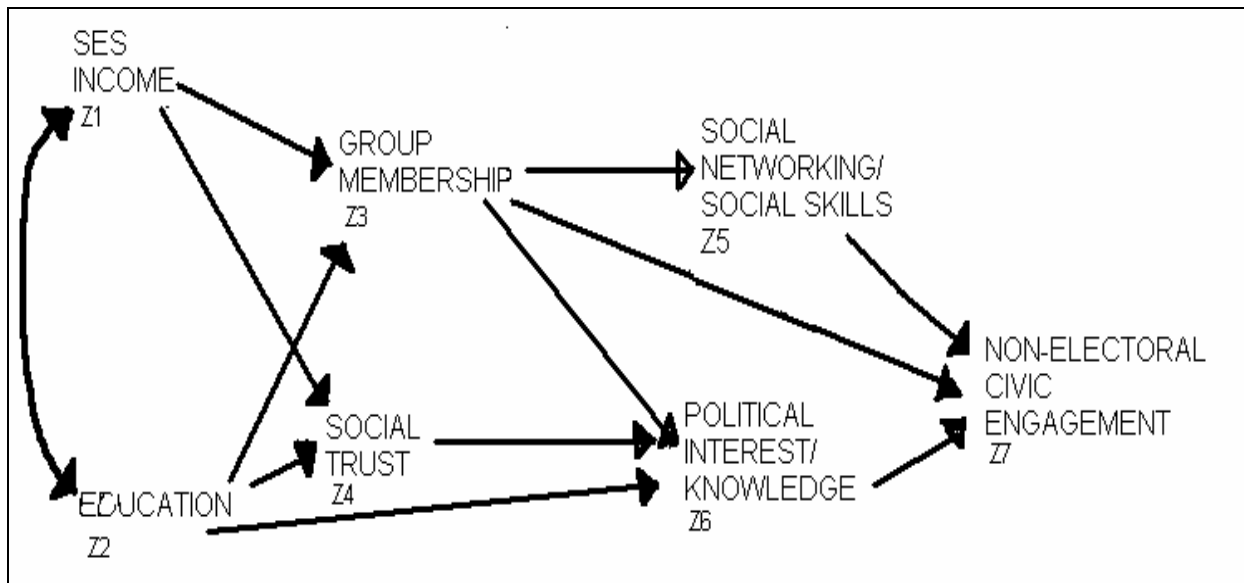 SES
INCOME
Z1
GROUP
MEMBERSHIP
Z3
SOCIAL
NETWORKING/
SOCIAL SKILLS
Z5
NON-ELECTORAL
CIVIC
ENGAGEMENT
Z7
SOCIAL
TRUST
Z4
POLITICAL
INTEREST/
KNOWLEDGE
Z6
EDUCATION
Z2